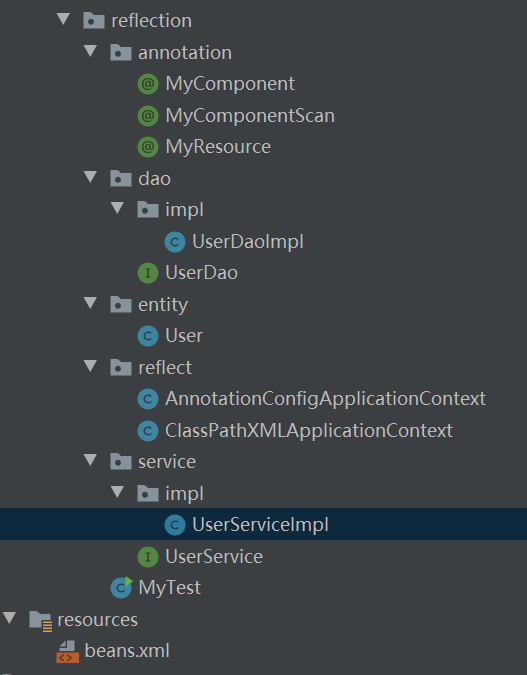 reflection
annotation
MyComponent
MyComponentScan
MyResource
dao
impl
UserDaoImpl
UserDao
entity
User
reflect
AnnotationConfigApplicationContext
ClassPathXMLApplicationContext
service
impl
UserServiceImpl
UserService
MyTest
resources
beans.xml